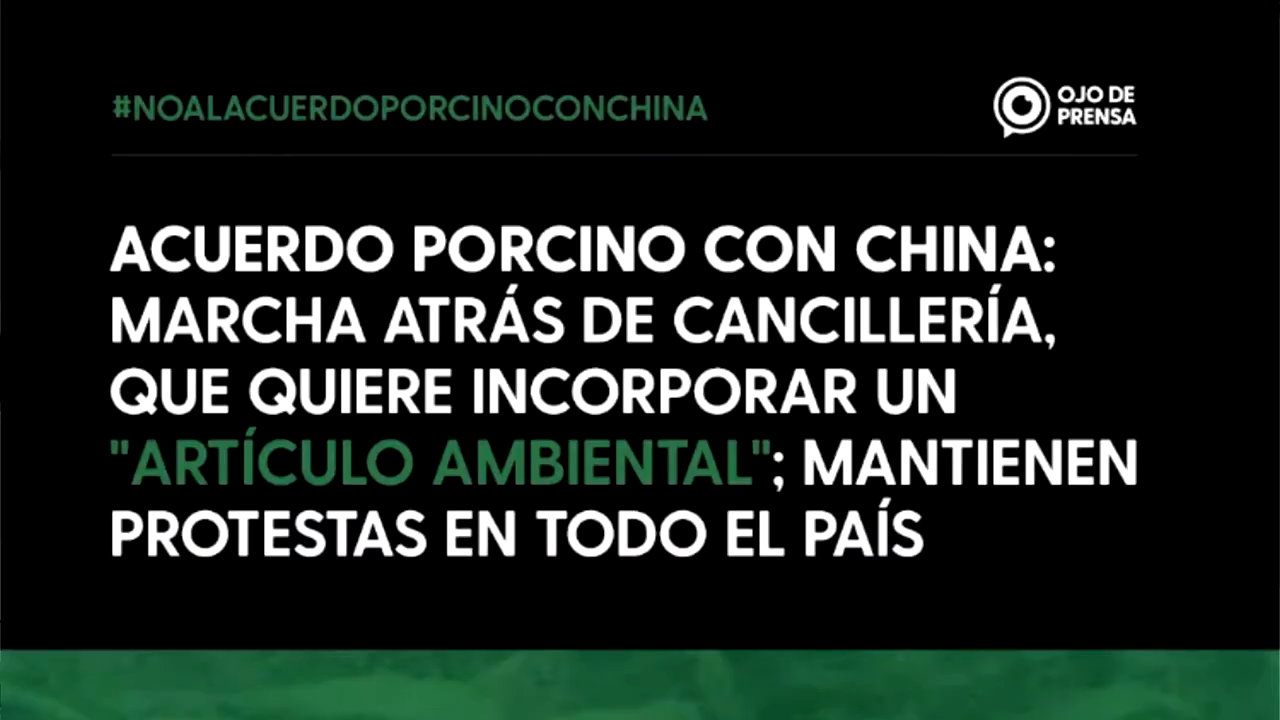 #NOALACUERDOPORCINOCONCHINA
OJO DE
PRENSA
ACUERDO PORCINO CON CHINA:
MARCHA ATRÁS DE CANCILLERÍA,
QUE QUIERE INCORPORAR UN
"ARTÍCULO AMBIENTAL"; MANTIENEN
PROTESTAS EN TODO EL PAÍS